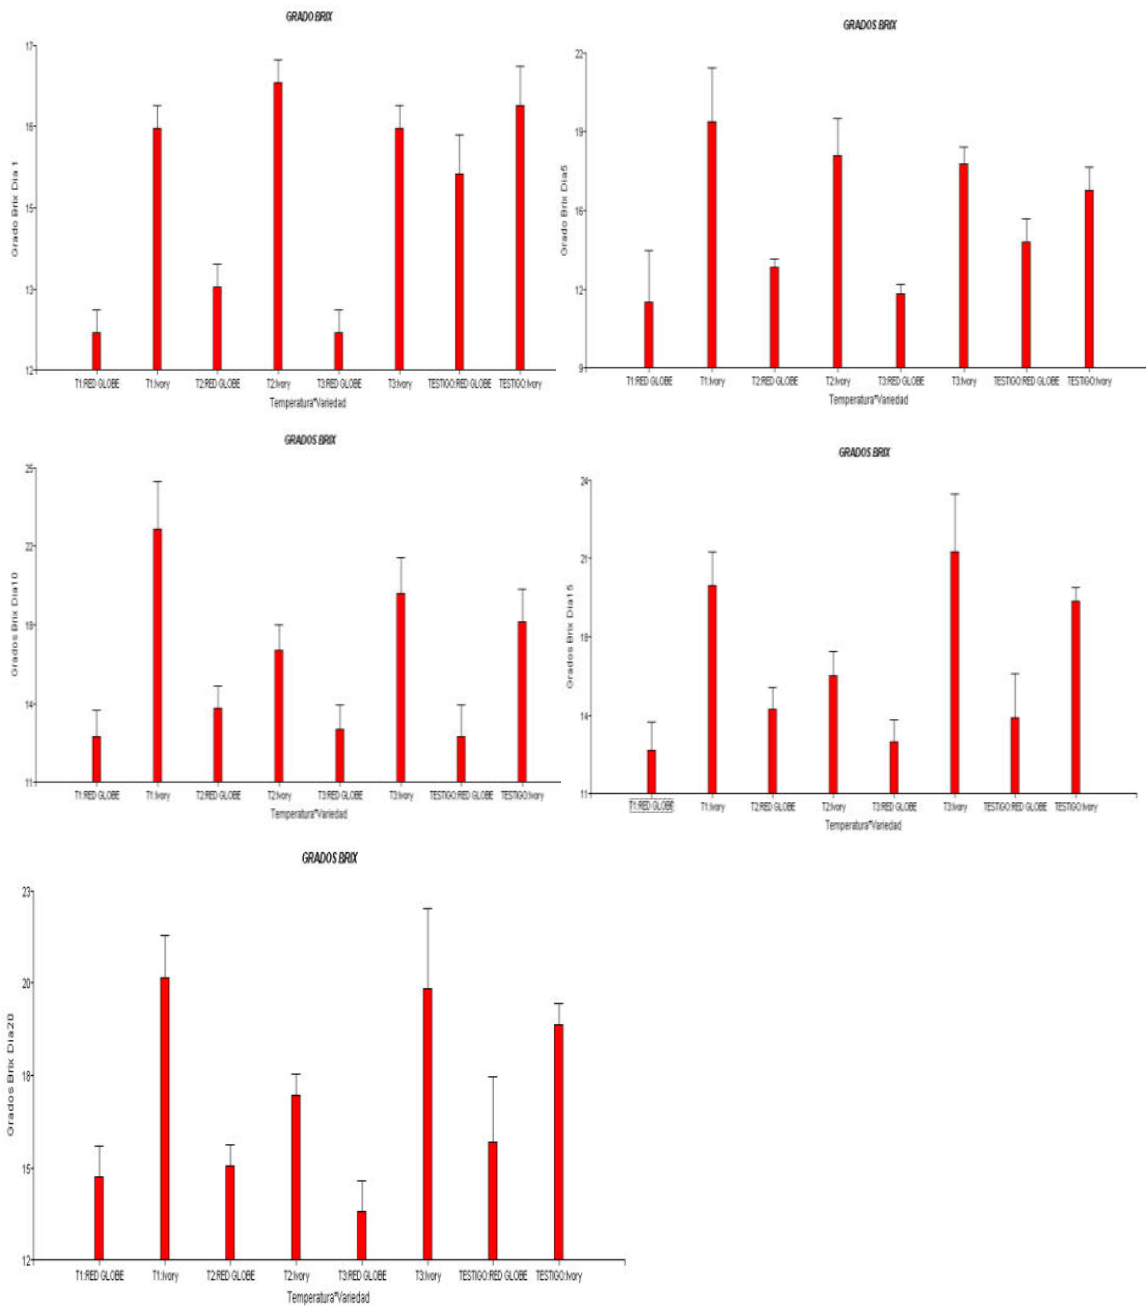 GRADO BRIX
Grado Brix Dia 1
17
16
15
13
12
T1:RED GLOBE T1:Ivory T2:RED GLOBE T2:Ivory T3:RED GLOBE T3:Ivory TESTIGO:RED GLOBE TESTIGO:Ivory
Temperatura*Variedad
GRADOS BRIX
Grado Brix Dia5
22
19
16
12
9
T1:RED GLOBE T1:Ivory T2:RED GLOBE T2:Ivory T3:RED GLOBE T3:Ivory TESTIGO:RED GLOBE TESTIGO:Ivory
Temperatura*Variedad
GRADOS BRIX
Grados Brix Dia10
25
22
18
14
11
T1:RED GLOBE T1:Ivory T2:RED GLOBE T2:Ivory T3:RED GLOBE T3:Ivory TESTIGO:RED GLOBE TESTIGO:Ivory
Temperatura*Variedad
GRADOS BRIX
Grados Brix Dia15
24
21
18
14
11
T1:RED GLOBE T1:Ivory T2:RED GLOBE T2:Ivory T3:RED GLOBE T3:Ivory TESTIGO:RED GLOBE TESTIGO:Ivory
Temperatura*Variedad
GRADOS BRIX
Grados Brix Dia20
23
20
18
15
12
T1:RED GLOBE T1:Ivory T2:RED GLOBE T2:Ivory T3:RED GLOBE T3:Ivory TESTIGO:RED GLOBE TESTIGO:Ivory
Temperatura*Variedad